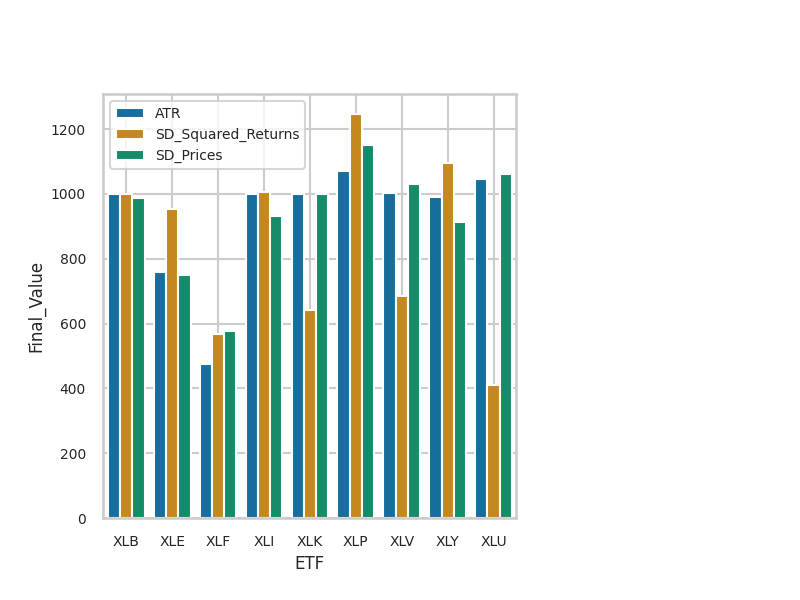 ATR
SD_Squared_Returns
SD_Prices
1200
1000
800
600
400
200
0
Final_Value
XLB XLE XLF XLI XLK XLP XLV XLY XLU
ETF